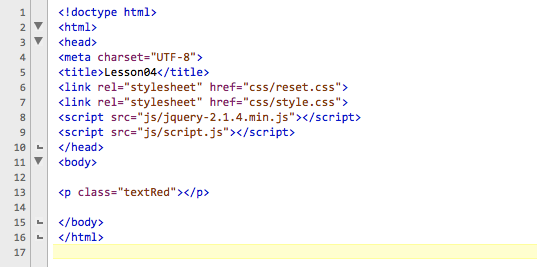 1 <!doctype html>
2 <html>
3 <head>
4 <meta charset="UTF-8">
5 <title>Lesson04</title>
6 <link rel="stylesheet" href="css/reset.css">
7 <link rel="stylesheet" href="css/style.css">
8 <script src="js/jquery-2.1.4.min.js"></script>
9 <script src="js/script.js"></script>
10 </head>
11 <body>
12
13 <p class="textRed"></p>
14
15 </body>
16 </html>
17